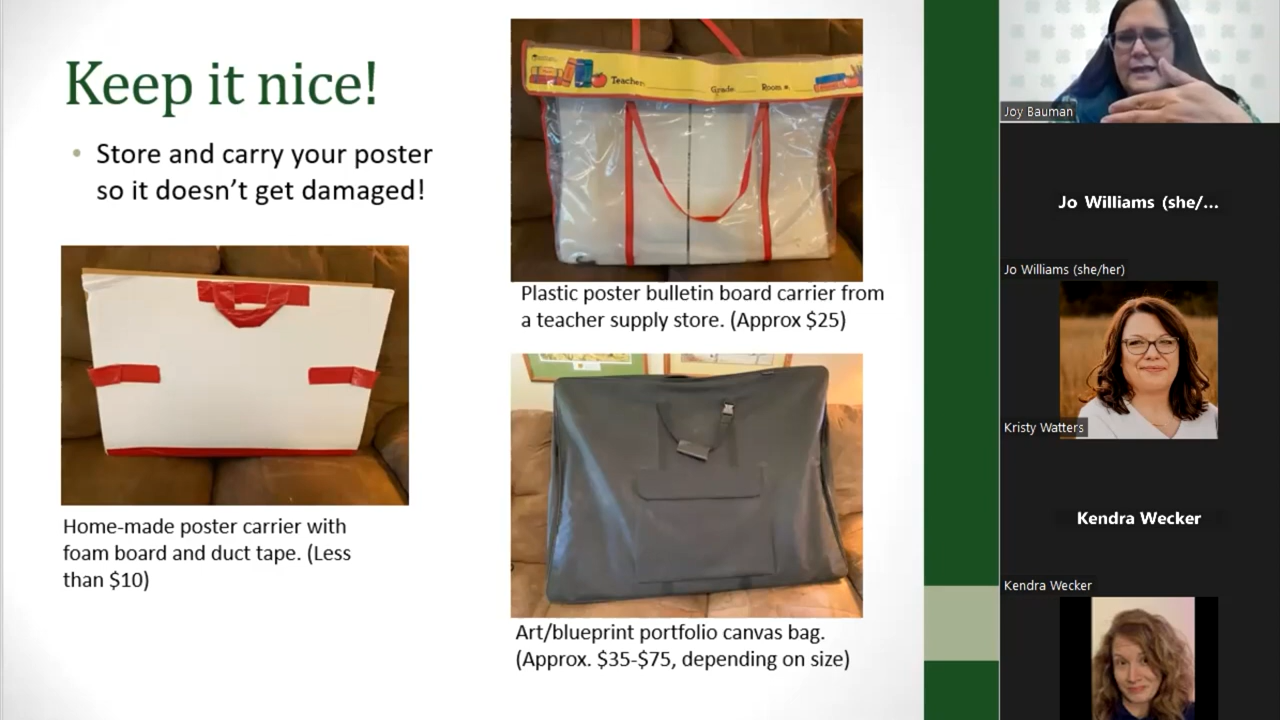 Keep it nice!
• Store and carry your poster
so it doesn't get damaged!
Teacher
Grade
Room #
Plastic poster bulletin board carrier from
a teacher supply store. (Approx $25)
Home-made poster carrier with
foam board and duct tape. (Less
than $10)
Art/blueprint portfolio canvas bag.
(Approx. $35-$75, depending on size)
Joy Bauman
Jo Williams (she/...
Jo Williams (she/her)
Kristy Watters
Kendra Wecker
Kendra Wecker